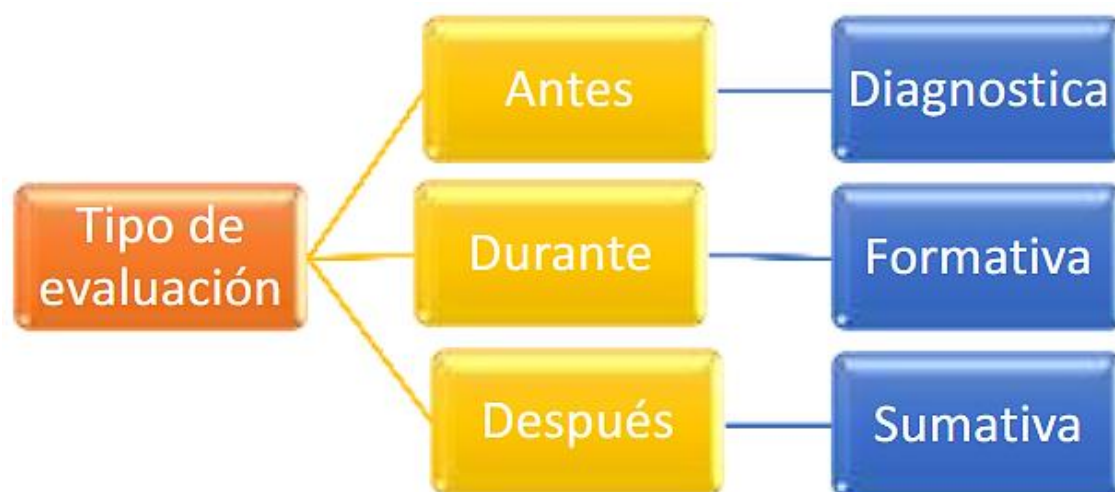 Tipo de
evaluación
Antes
Diagnostica
Durante
Formativa
Después
Sumativa